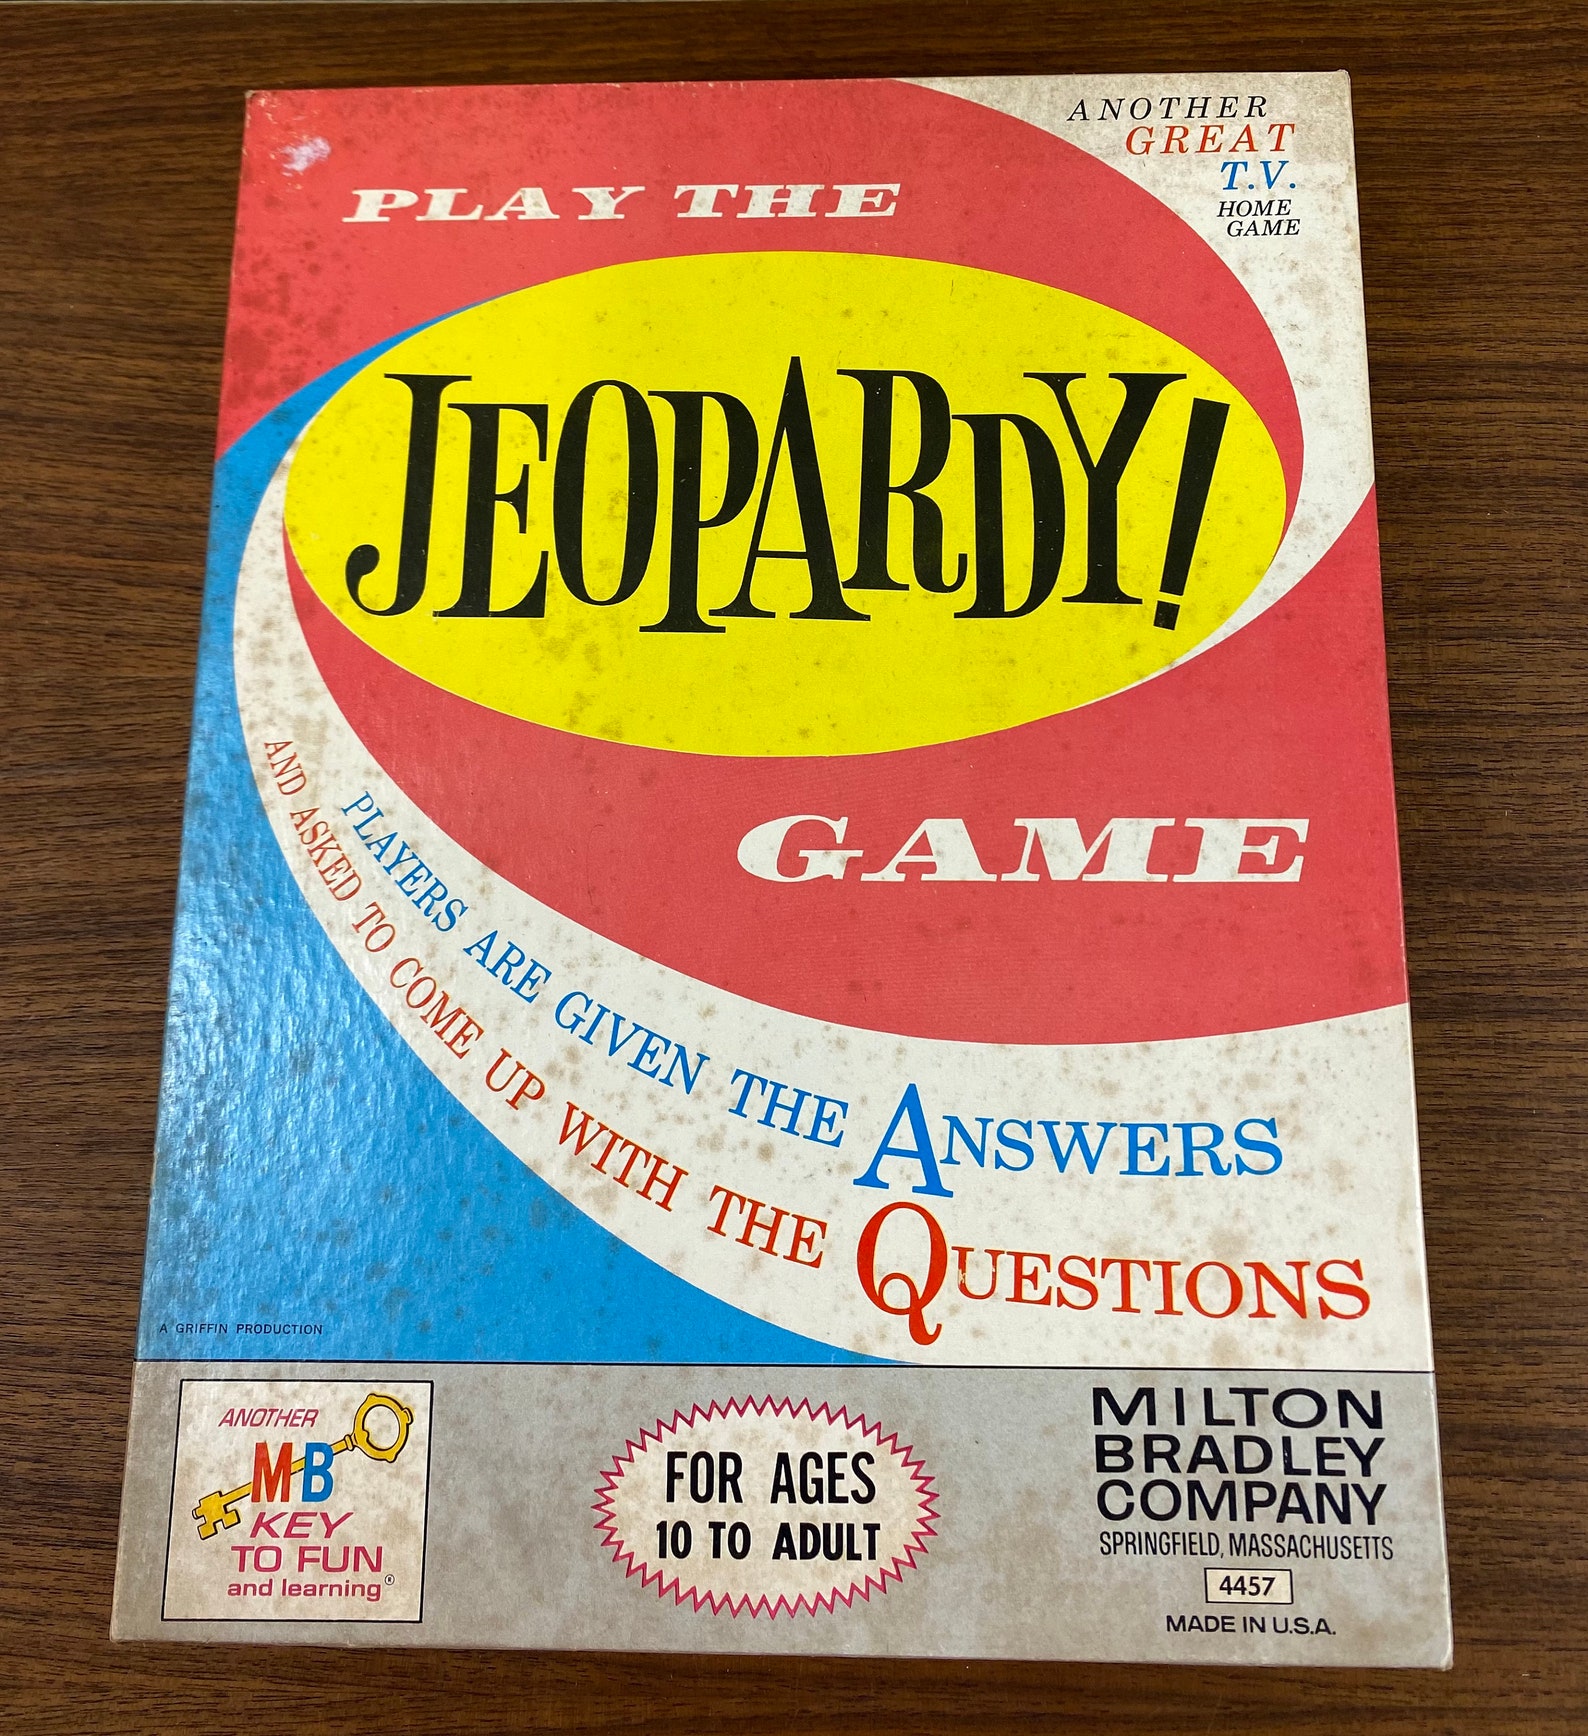 ANOTHER
GREAT
T.V.
HOME
GAME
PLAY THE
JEOPARDY!
GAME
PLAYERS ARE GIVEN THE ANSWERS
AND ASKED TO COME UP WITH THE QUESTIONS
A GRIFFIN PRODUCTION
ANOTHER
MB
KEY
TO FUN
and learning®
FOR AGES
10 TO ADULT
MILTON
BRADLEY
COMPANY
SPRINGFIELD, MASSACHUSETTS
4457
MADE IN U.S.A.